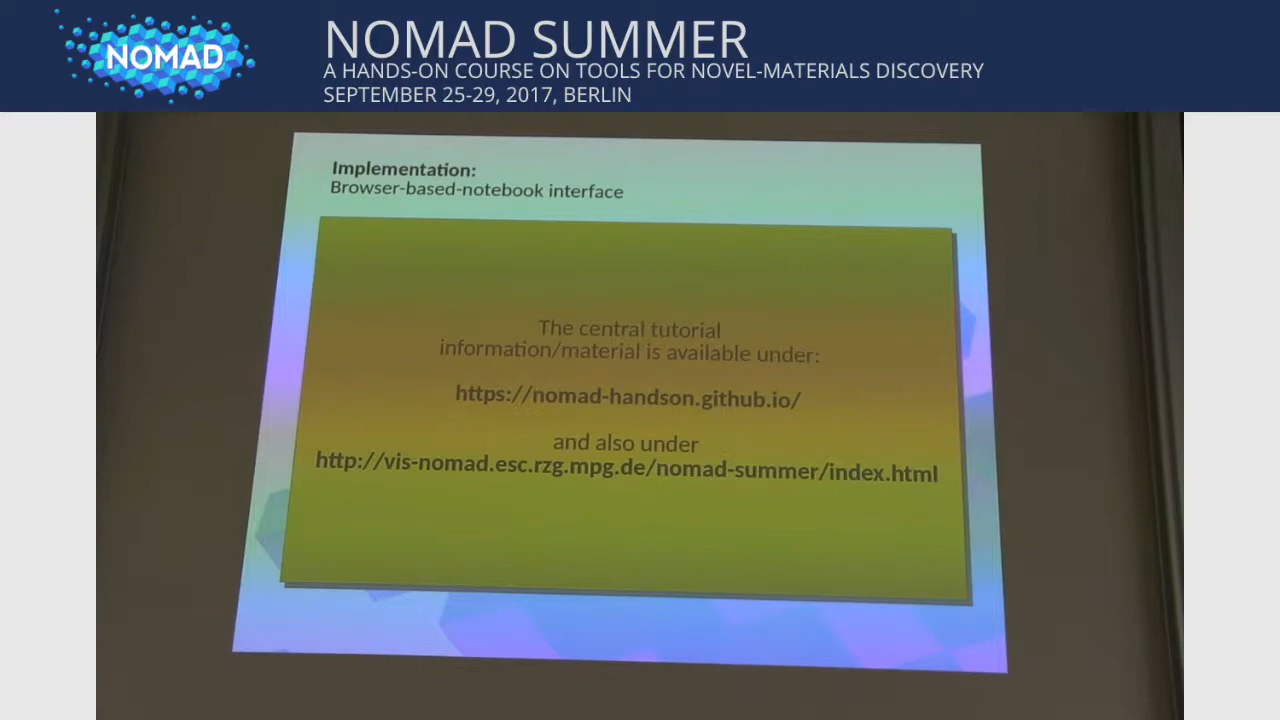 NOMAD
NOMAD SUMMER
A HANDS-ON COURSE ON TOOLS FOR NOVEL-MATERIALS DISCOVERY
SEPTEMBER 25-29, 2017, BERLIN
Implementation:
Browser-based-notebook interface
The central tutorial
information/material is available under:
https://nomad-handson.github.io/
and also under
http://vis-nomad.esc.rzg.mpg.de/nomad-summer/index.html